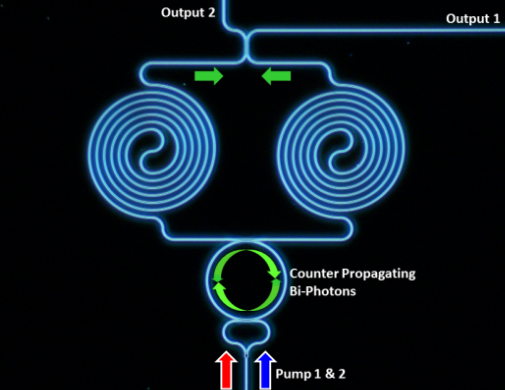 Output 2
Output 1
Counter Propagating
Bi-Photons
Pump 1 & 2